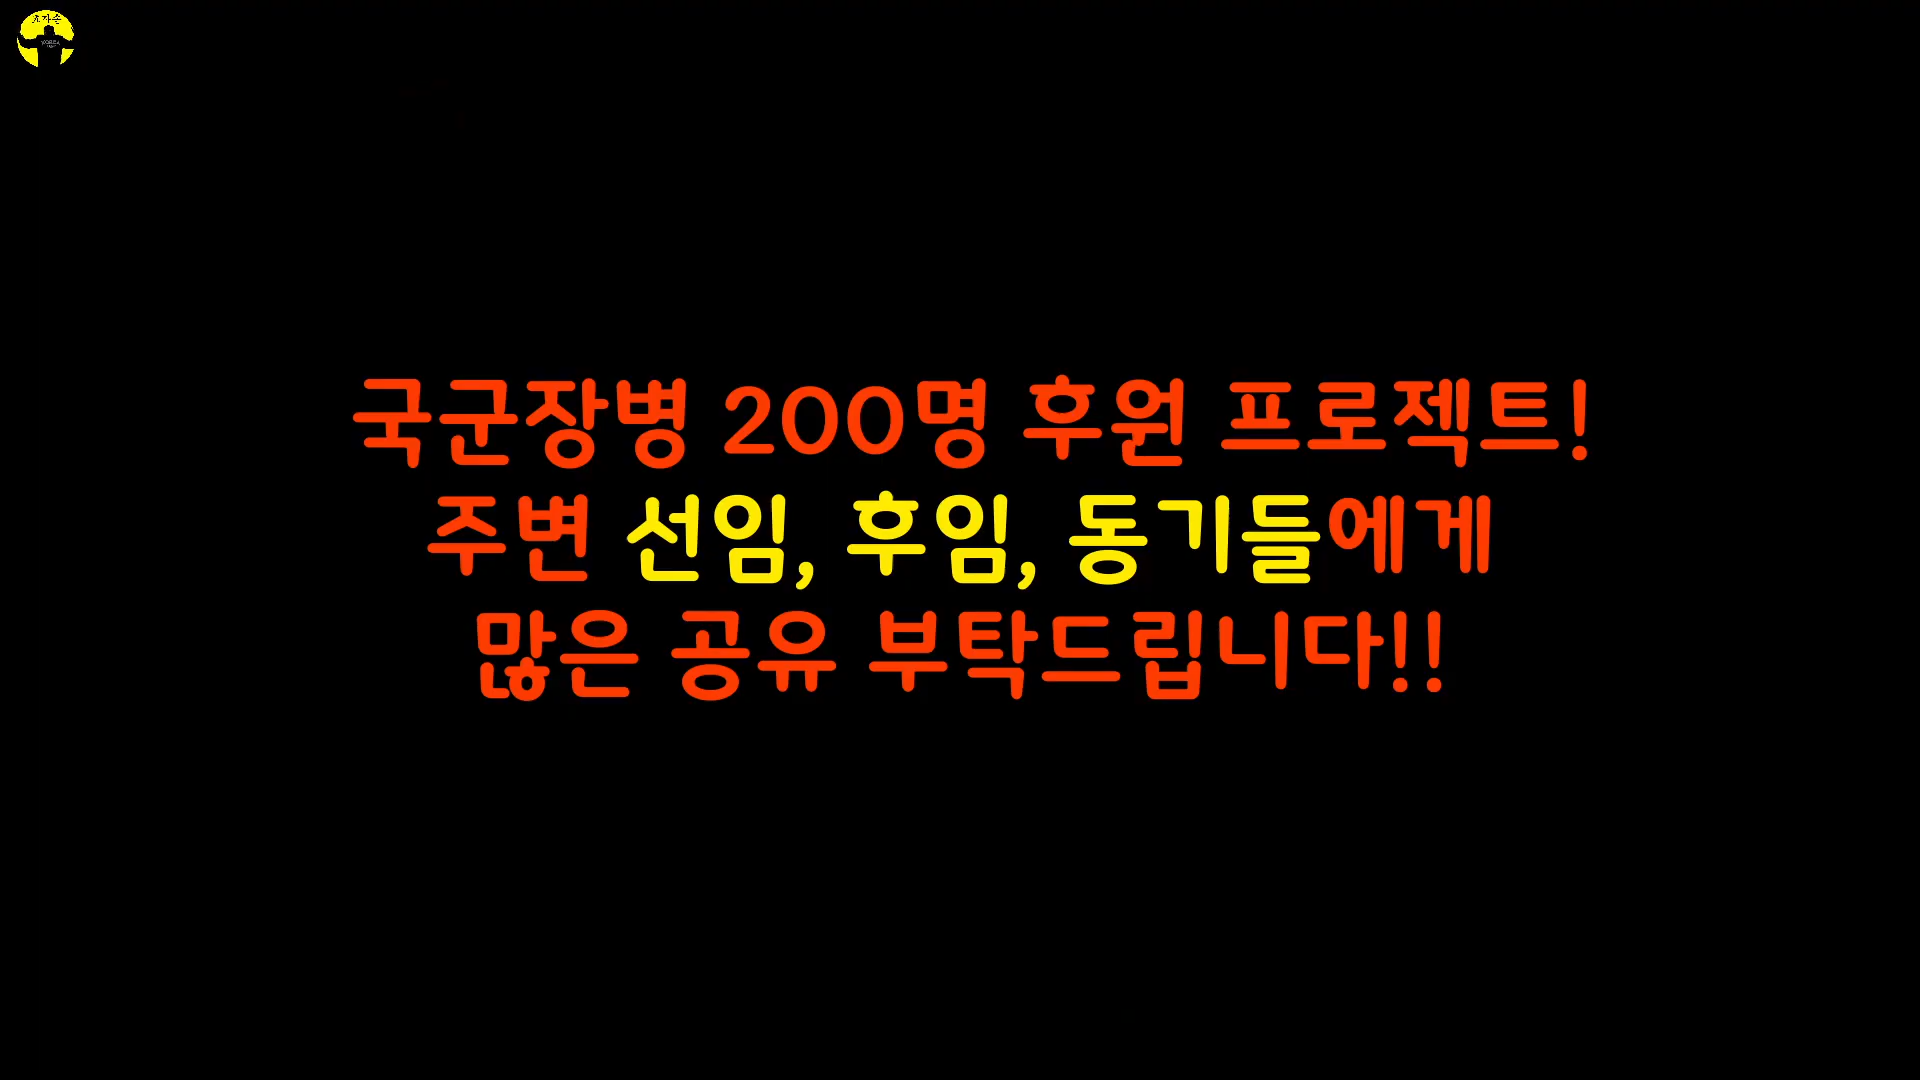 국군장병 200명 후원 프로젝트!
주변 선임, 후임, 동기들에게
많은 공유 부탁드립니다!!